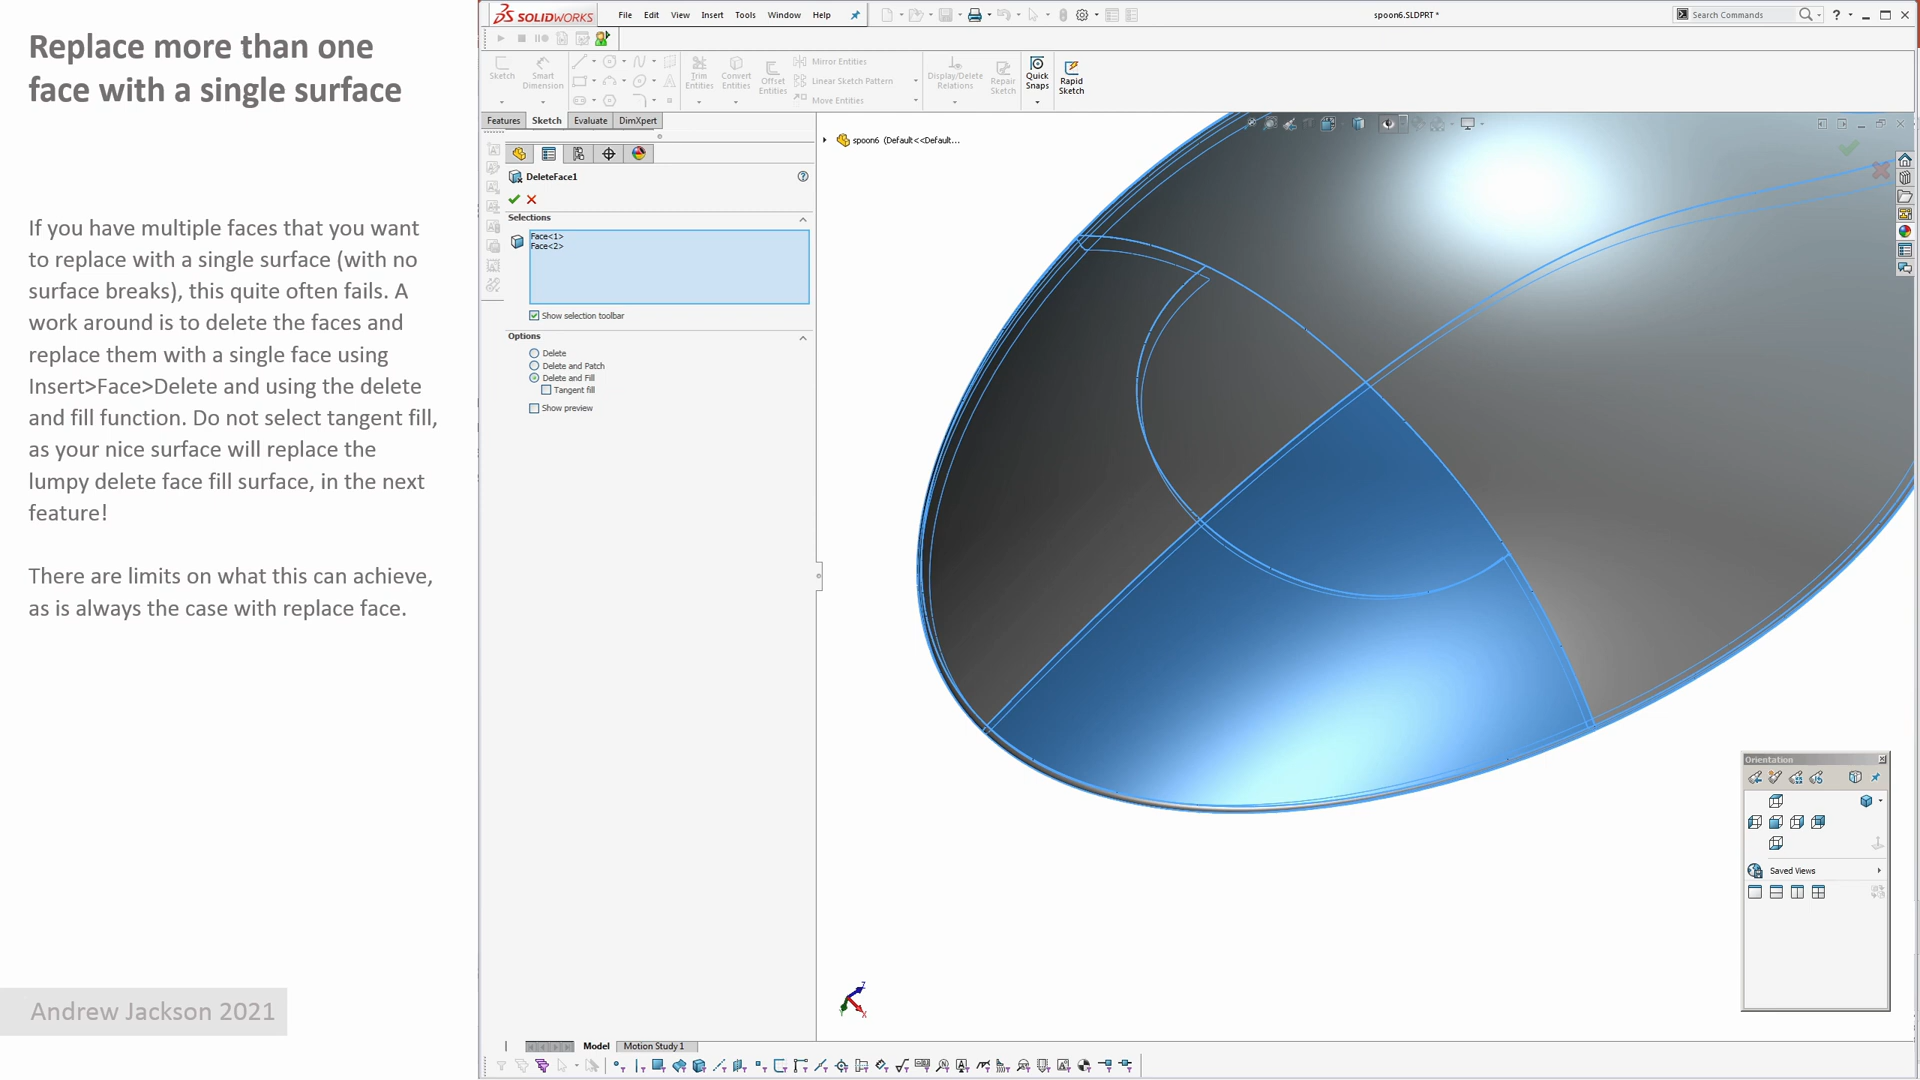 Replace more than one
face with a single surface
If you have multiple faces that you want
to replace with a single surface (with no
surface breaks), this quite often fails. A
work around is to delete the faces and
replace them with a single face using
Insert>Face>Delete and using the delete
and fill function. Do not select tangent fill,
as your nice surface will replace the
lumpy delete face fill surface, in the next
feature!
There are limits on what this can achieve,
as is always the case with replace face.
Andrew Jackson 2021
SOLIDWORKS File Edit View Insert Tools Window Help spoon6.SLDPRT * Search Commands
Sketch Smart Dimension Trim Entities Convert Entities Offset Entities Mirror Entities Linear Sketch Pattern Move Entities Display/Delete Relations Repair Sketch Quick Snaps Rapid Sketch
Features Sketch Evaluate DimXpert
spoon6 (Default<<Default...
DeleteFace1
Selections
Face<1>
Face<2>
Show selection toolbar
Options
Delete
Delete and Patch
Delete and Fill
Tangent fill
Show preview
Orientation
Saved Views
Z
X
Model Motion Study 1